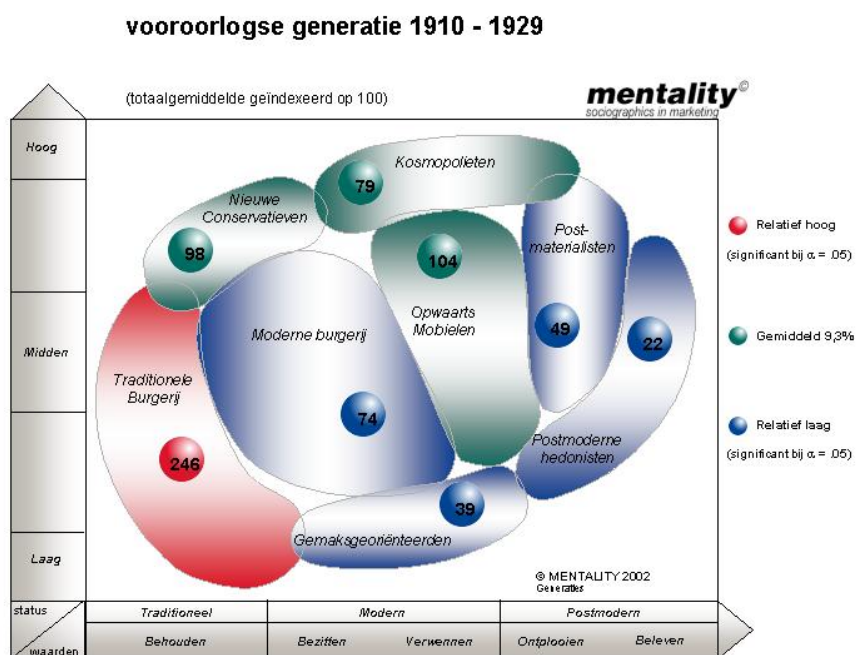 vooroorlogse generatie 1910 - 1929
(totaalgemiddelde geïndexeerd op 100)
mentality©
sociographics in marketing
Hoog
Midden
Laag
Kosmopolieten
79
Nieuwe
Conservatieven
98
Post-
materialisten
49
104
Opwaarts
Mobielen
Moderne burgerij
74
22
Traditionele
Burgerij
246
Postmoderne
hedonisten
39
Gemaksgeoriënteerden
Relatief hoog
(significant bij α = .05)
Gemiddeld 9,3%
Relatief laag
(significant bij α = .05)
© MENTALITY 2002
Generaties
status
waarden
Traditioneel
Modern
Postmodern
Behouden
Bezitten
Verwennen
Ontplooien
Beleven